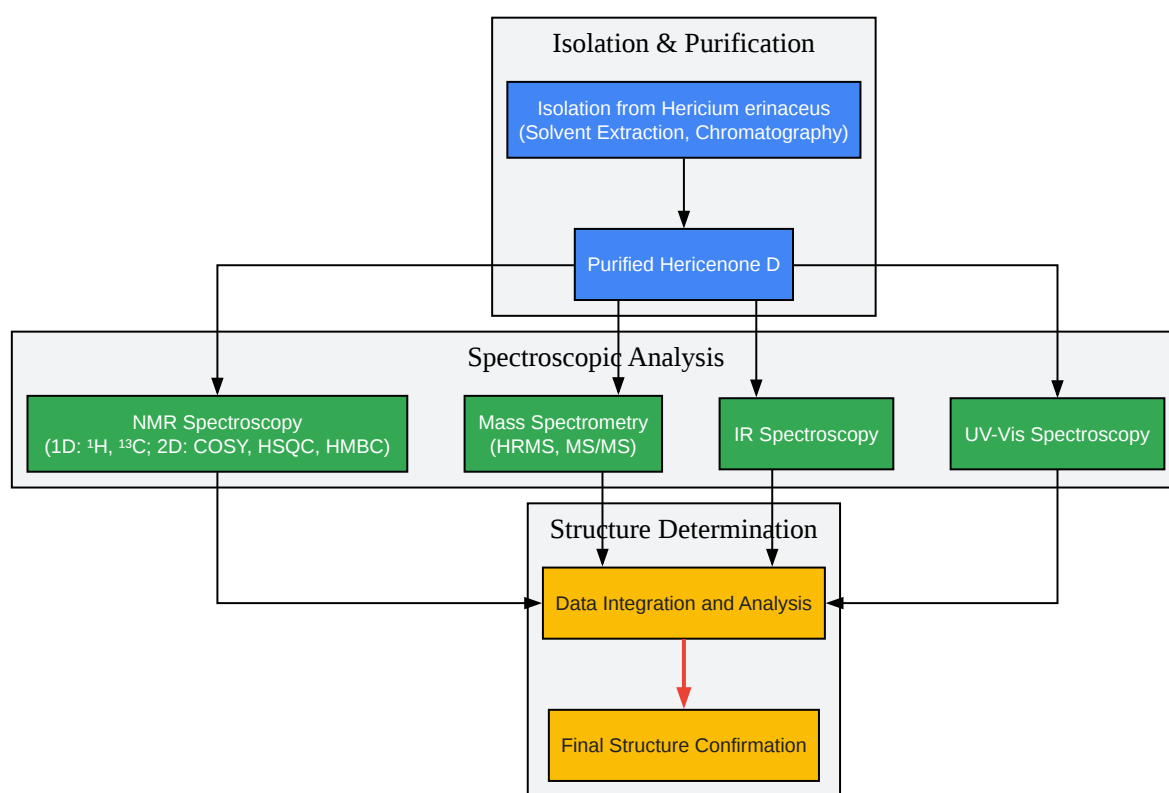 Isolation & Purification
Isolation from Hericium erinaceus
(Solvent Extraction, Chromatography)
Purified Hericenone D
Spectroscopic Analysis
NMR Spectroscopy
(1D: ¹H, ¹³C; 2D: COSY, HSQC, HMBC)
Mass Spectrometry
(HRMS, MS/MS)
IR Spectroscopy
UV-Vis Spectroscopy
Structure Determination
Data Integration and Analysis
Final Structure Confirmation